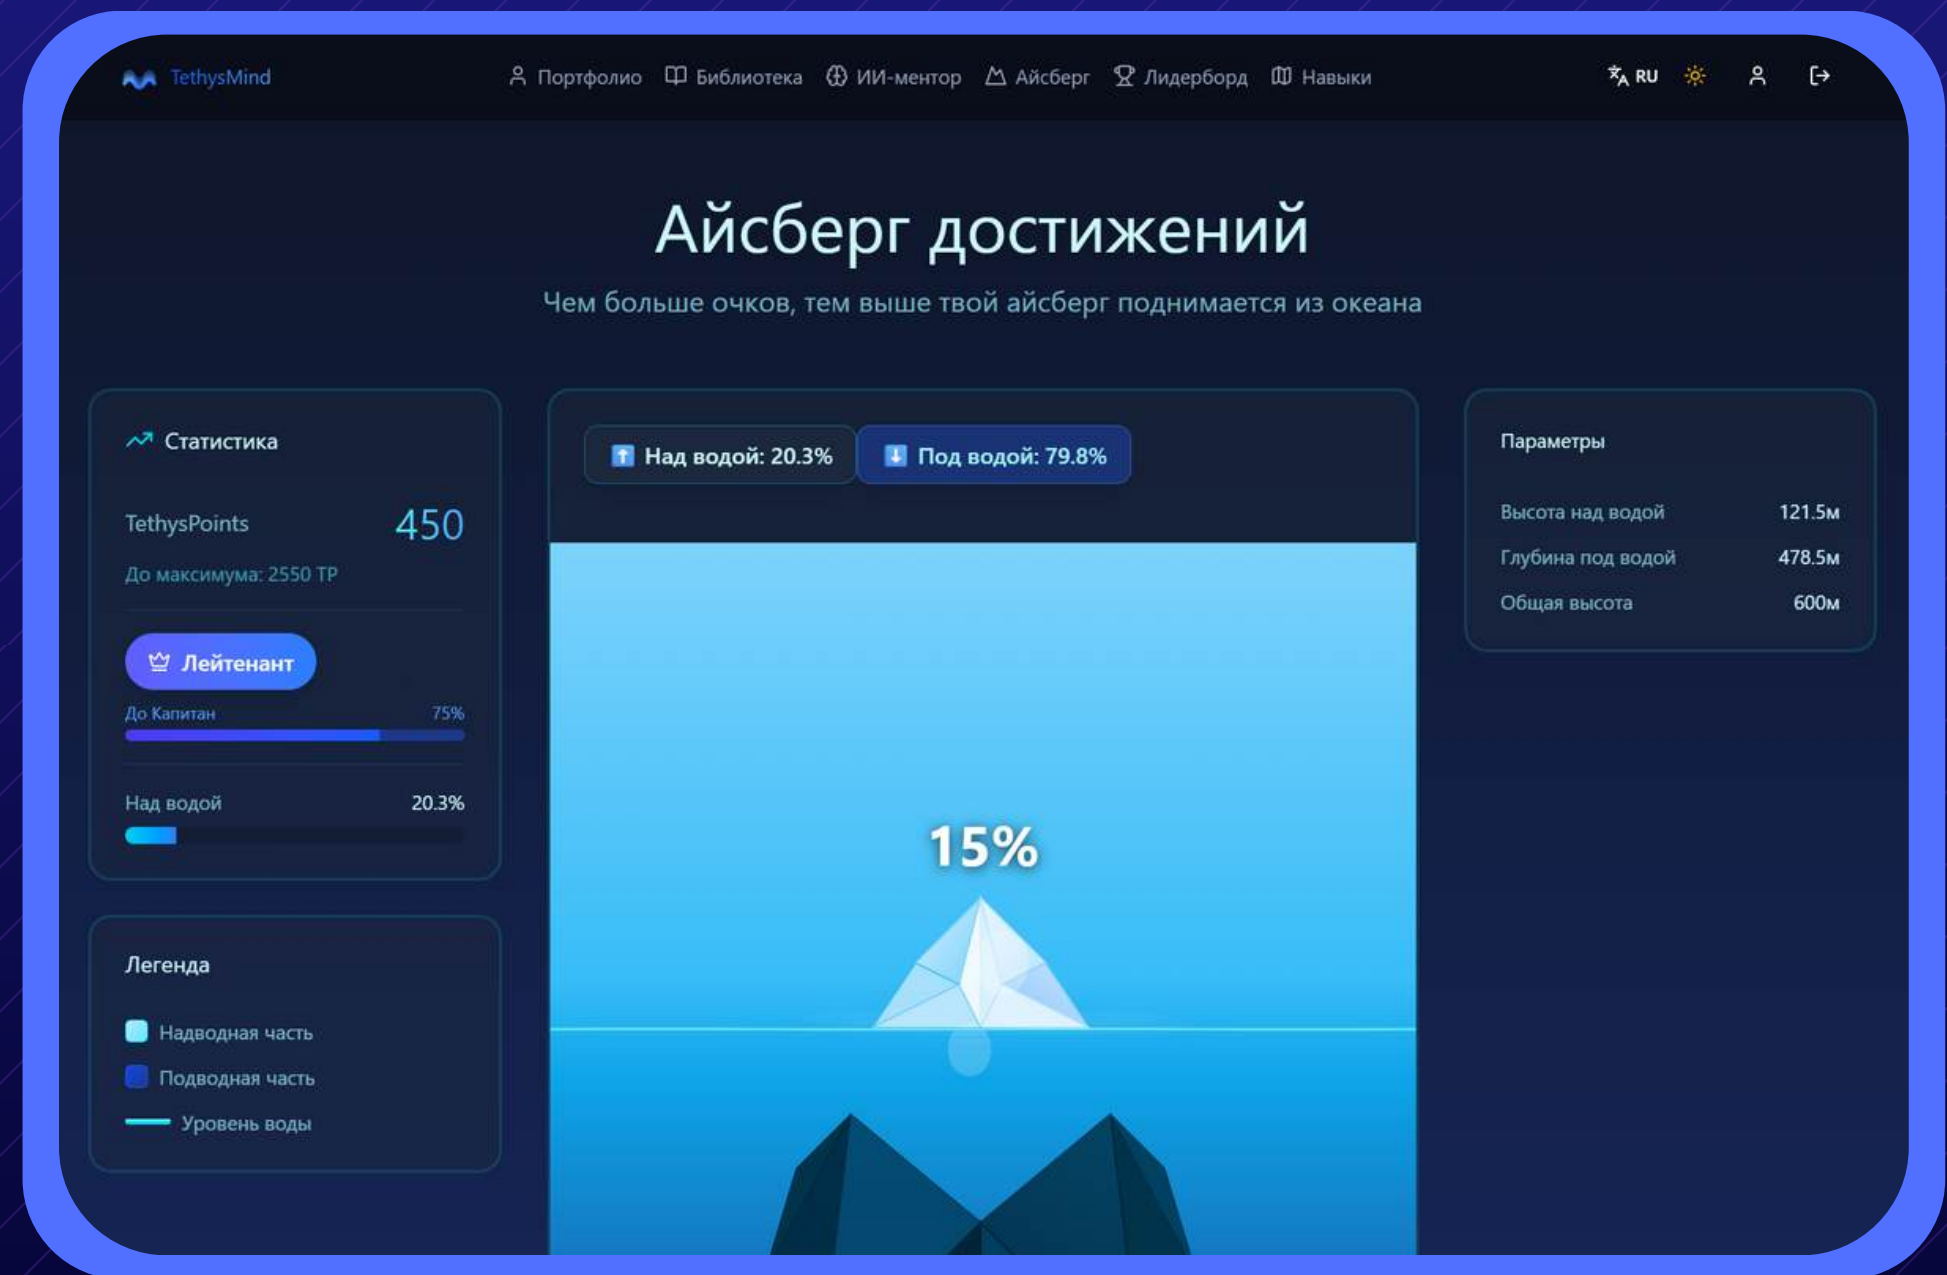 TethysMind
Портфолио
Библиотека
ИИ-ментор
Айсберг
Лидерборд
Навыки
RU
Айсберг достижений
Чем больше очков, тем выше твой айсберг поднимается из океана
Статистика
TethysPoints 450
До максимума: 2550 TP
Лейтенант
До Капитан 75%
Над водой 20.3%
Легенда
Надводная часть
Подводная часть
Уровень воды
Над водой: 20.3%
Под водой: 79.8%
15%
Параметры
Высота над водой 121.5м
Глубина под водой 478.5м
Общая высота 600м